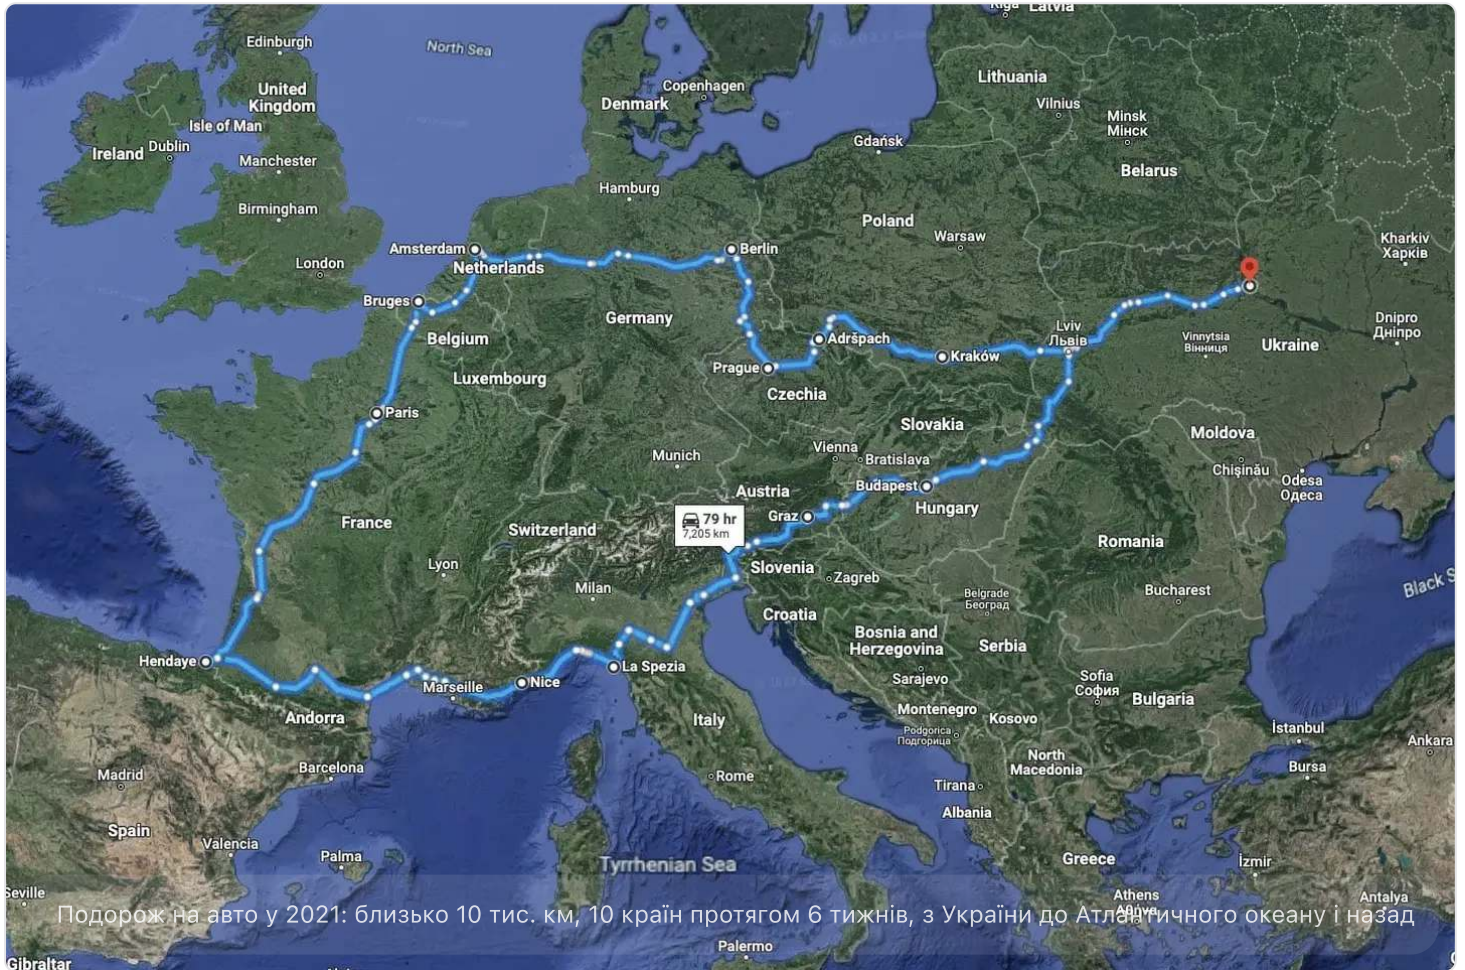 Riga
Latvia
Edinburgh
North Sea
United
Kingdom
Copenhagen
Denmark
Lithuania
Vilnius
Minsk
Мінск
Isle of Man
Ireland
Dublin
Manchester
Gdańsk
Belarus
Hamburg
Birmingham
Poland
Warsaw
Kharkiv
Харків
Amsterdam
Netherlands
Berlin
London
Bruges
Belgium
Germany
Adršpach
Kraków
Lviv
Львів
Vinnytsia
Вінниця
Ukraine
Dnipro
Дніпро
Luxembourg
Prague
Czechia
Paris
Slovakia
Moldova
Vienna
Bratislava
Munich
Chișinău
Odesa
Одеса
Austria
Budapest
Hungary
France
Switzerland
79 hr
7,205 km
Graz
Romania
Lyon
Milan
Slovenia
Zagreb
Belgrade
Београд
Bucharest
Black S
Croatia
Bosnia and
Herzegovina
Serbia
Hendaye
La Spezia
Sarajevo
Sofia
София
Marseille
Nice
Bulgaria
Andorra
Italy
Montenegro
Kosovo
Podgorica
Подгорица
İstanbul
Ankara
North
Macedonia
Bursa
Barcelona
Madrid
Rome
Tirana
Albania
Spain
Valencia
Palma
Tyrrhenian Sea
Greece
İzmir
Seville
Athens
Αθήνα
Antalya
Подорож на авто у 2021: близько 10 тис. км, 10 країн протягом 6 тижнів, з України до Атлантичного океану і назад
Palermo
Gibraltar